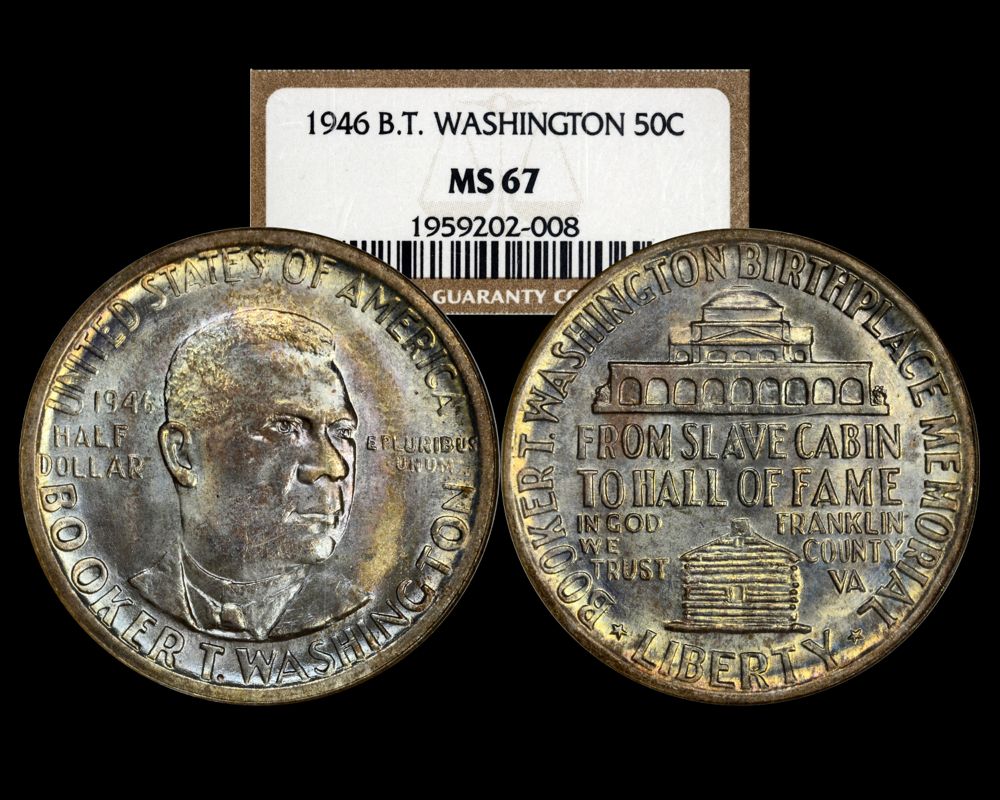 1946 B.T. WASHINGTON 50C
MS 67
1959202-008
GUARANTY
UNITED STATES OF AMERICA
1946
HALF
DOLLAR
E PLURIBUS
UNUM
BOOKER T. WASHINGTON
BOOKER T. WASHINGTON BIRTHPLACE MEMORIAL
FROM SLAVE CABIN
TO HALL OF FAME
IN GOD
WE
TRUST
FRANKLIN
COUNTY
VA
LIBERTY